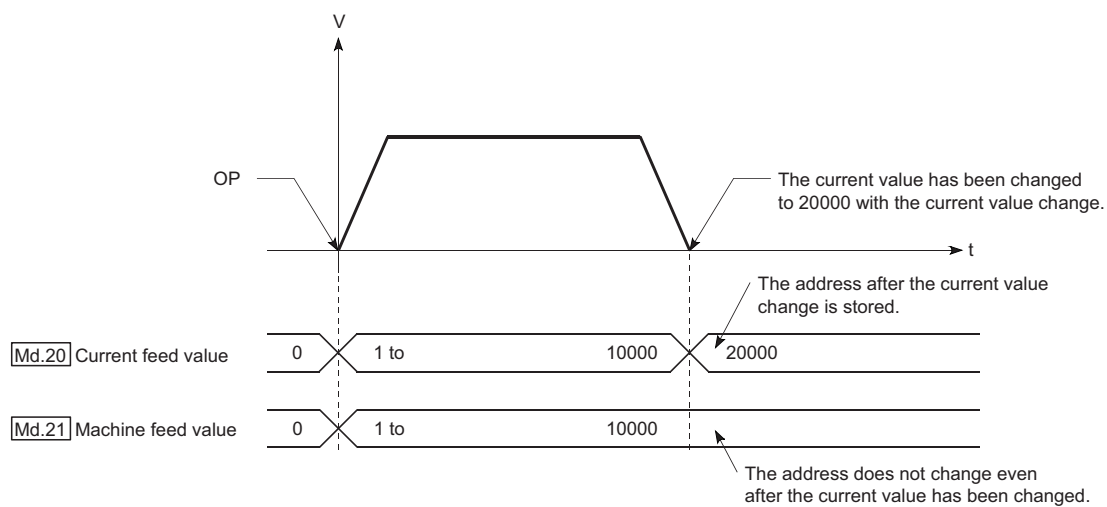 V
OP
The current value has been changed
to 20000 with the current value change.
t
The address after the current value
change is stored.
Md.20 Current feed value 0 1 to 10000 20000
Md.21 Machine feed value 0 1 to 10000
The address does not change even
after the current value has been changed.